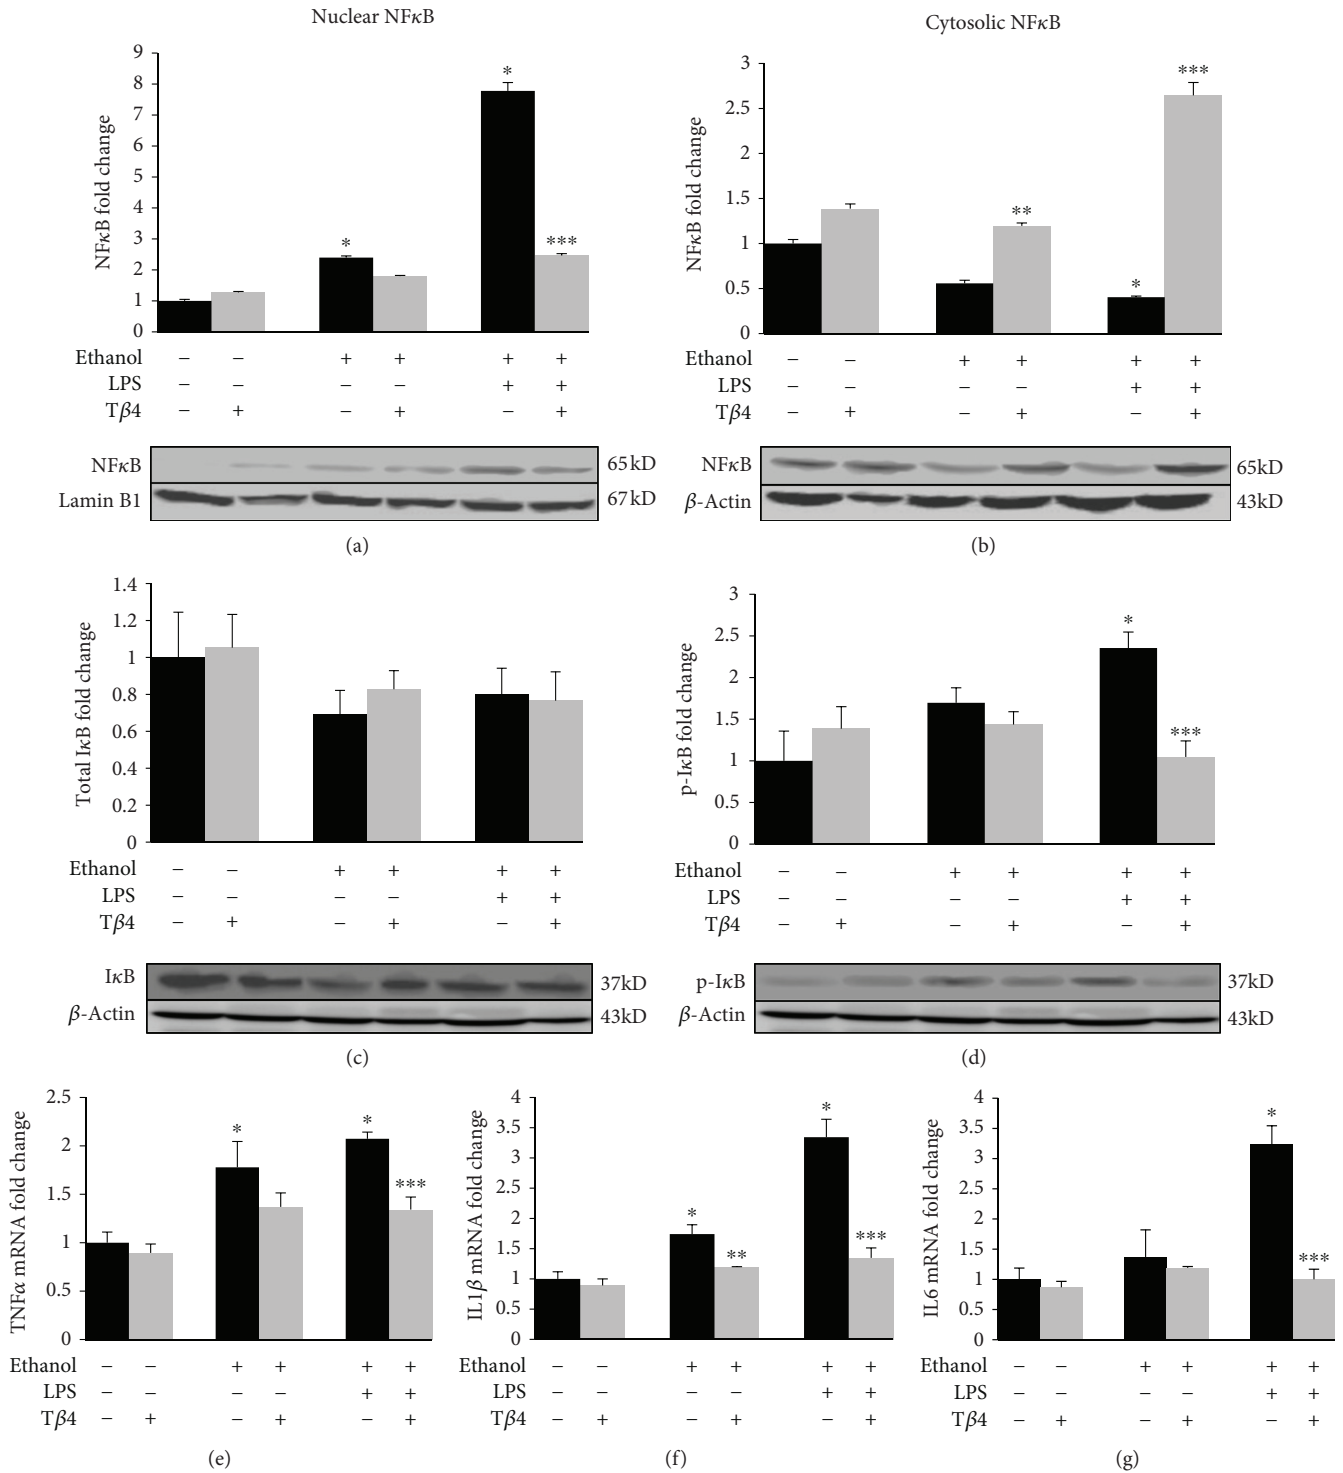 Nuclear NFκB
NFκB fold change
9
8
7
6
5
4
3
2
1
0
* * ***
Ethanol − − + + + +
LPS − − − − + +
Tβ4 − + − + − +
NFκB 65kD
Lamin B1 67kD
(a)
Cytosolic NFκB
NFκB fold change
3
2.5
2
1.5
1
0.5
0
** * ***
Ethanol − − + + + +
LPS − − − − + +
Tβ4 − + − + − +
NFκB 65kD
β-Actin 43kD
(b)
Total IκB fold change
1.4
1.2
1
0.8
0.6
0.4
0.2
0
Ethanol − − + + + +
LPS − − − − + +
Tβ4 − + − + − +
IκB 37kD
β-Actin 43kD
(c)
p-IκB fold change
3
2.5
2
1.5
1
0.5
0
* ***
Ethanol − − + + + +
LPS − − − − + +
Tβ4 − + − + − +
p-IκB 37kD
β-Actin 43kD
(d)
TNFα mRNA fold change
2.5
2
1.5
1
0.5
0
* * ***
Ethanol − − + + + +
LPS − − − − + +
Tβ4 − + − + − +
(e)
IL1β mRNA fold change
4
3.5
3
2.5
2
1.5
1
0.5
0
* ** * ***
Ethanol − − + + + +
LPS − − − − + +
Tβ4 − + − + − +
(f)
IL6 mRNA fold change
4
3.5
3
2.5
2
1.5
1
0.5
0
* ***
Ethanol − − + + + +
LPS − − − − + +
Tβ4 − + − + − +
(g)